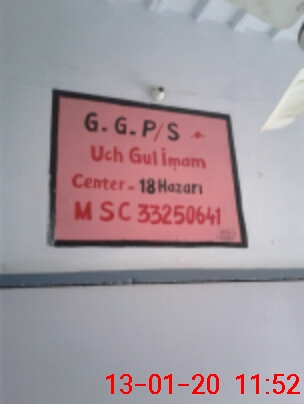 G. G. P/S
Uch Gul Imam
Center - 18 Hazari
M S C 33250641
13-01-20 11:52